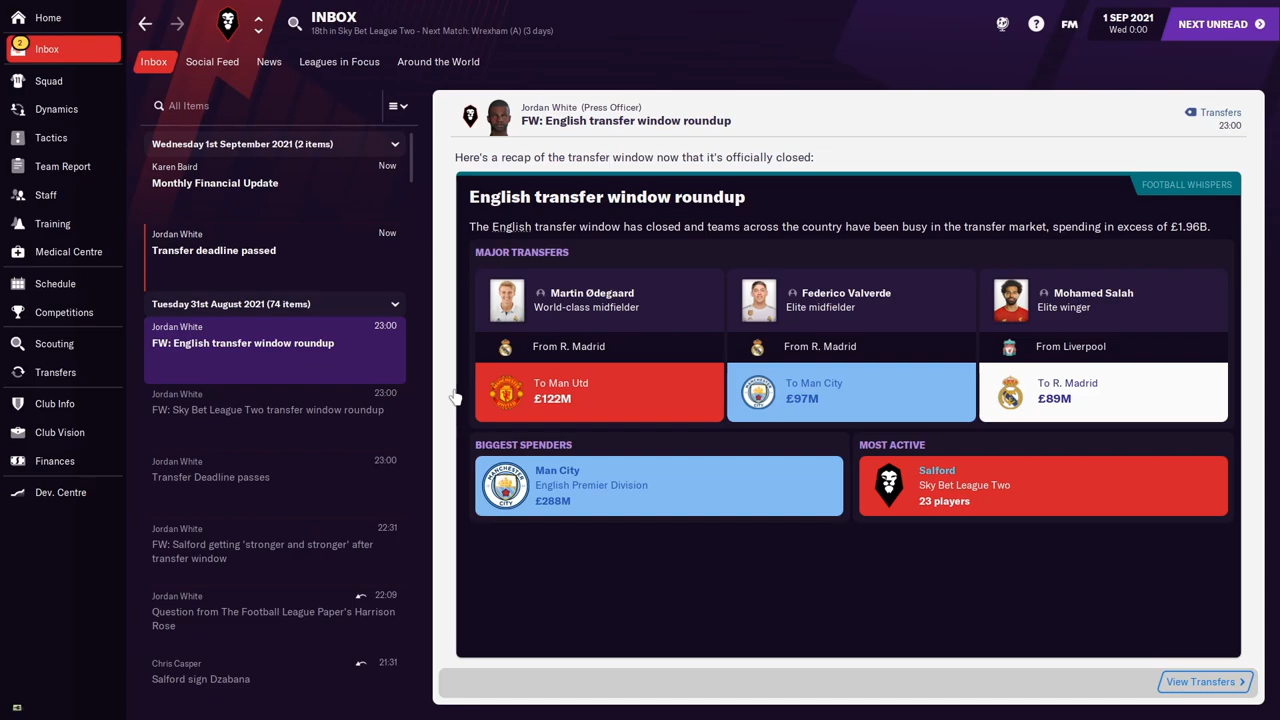 Home
2
Inbox
Squad
Dynamics
Tactics
Team Report
Staff
Training
Medical Centre
Schedule
Competitions
Scouting
Transfers
Club Info
Club Vision
Finances
Dev. Centre
INBOX
18th in Sky Bet League Two - Next Match: Wrexham (A) (3 days)
?
FM
1 SEP 2021
Wed 0:00
NEXT UNREAD
Inbox
Social Feed
News
Leagues in Focus
Around the World
All Items
Wednesday 1st September 2021 (2 items)
Karen Baird
Now
Monthly Financial Update
Jordan White
Now
Transfer deadline passed
Tuesday 31st August 2021 (74 items)
Jordan White
23:00
FW: English transfer window roundup
Jordan White
23:00
FW: Sky Bet League Two transfer window roundup
Jordan White
23:00
Transfer Deadline passes
Jordan White
22:31
FW: Salford getting 'stronger and stronger' after
transfer window
Jordan White
22:09
Question from The Football League Paper's Harrison
Rose
Chris Casper
21:31
Salford sign Dzabana
Jordan White (Press Officer)
FW: English transfer window roundup
Transfers
23:00
Here's a recap of the transfer window now that it's officially closed:
FOOTBALL WHISPERS
English transfer window roundup
The English transfer window has closed and teams across the country have been busy in the transfer market, spending in excess of £1.96B.
MAJOR TRANSFERS
Martin Ødegaard
World-class midfielder
From R. Madrid
To Man Utd
£122M
Federico Valverde
Elite midfielder
From R. Madrid
To Man City
£97M
Mohamed Salah
Elite winger
From Liverpool
To R. Madrid
£89M
BIGGEST SPENDERS
Man City
English Premier Division
£288M
MOST ACTIVE
Salford
Sky Bet League Two
23 players
View Transfers